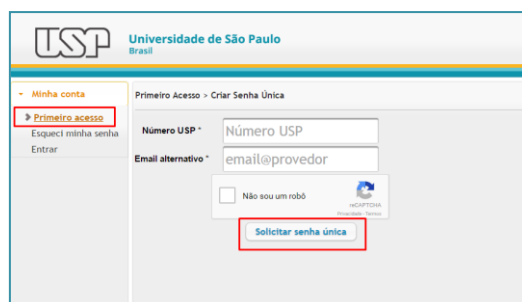 USP
Universidade de São Paulo
Brasil
Minha conta
Primeiro acesso
Esqueci minha senha
Entrar
Primeiro Acesso > Criar Senha Única
Número USP * Número USP
Email alternativo * email@provedor
Não sou um robô
reCAPTCHA
Privacidade - Termos
Solicitar senha única